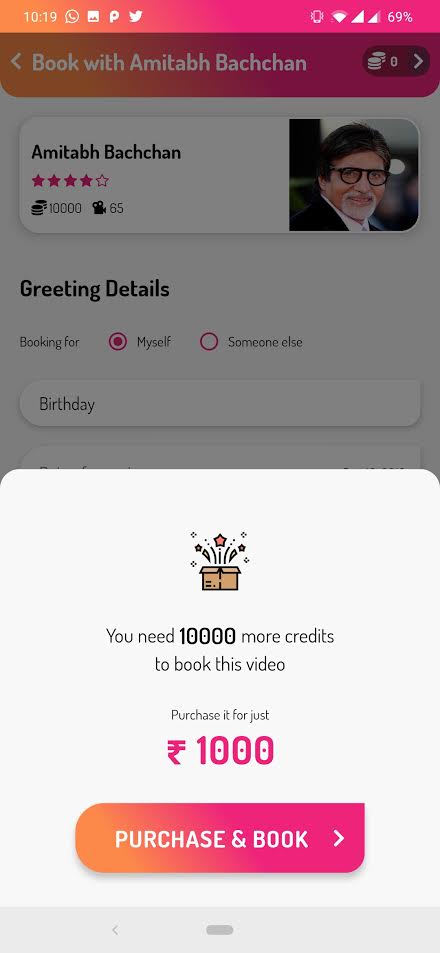 10:19
69%
Book with Amitabh Bachchan
0
Amitabh Bachchan
10000 65
Greeting Details
Booking for Myself Someone else
Birthday
You need 10000 more credits
to book this video
Purchase it for just
₹ 1000
PURCHASE & BOOK